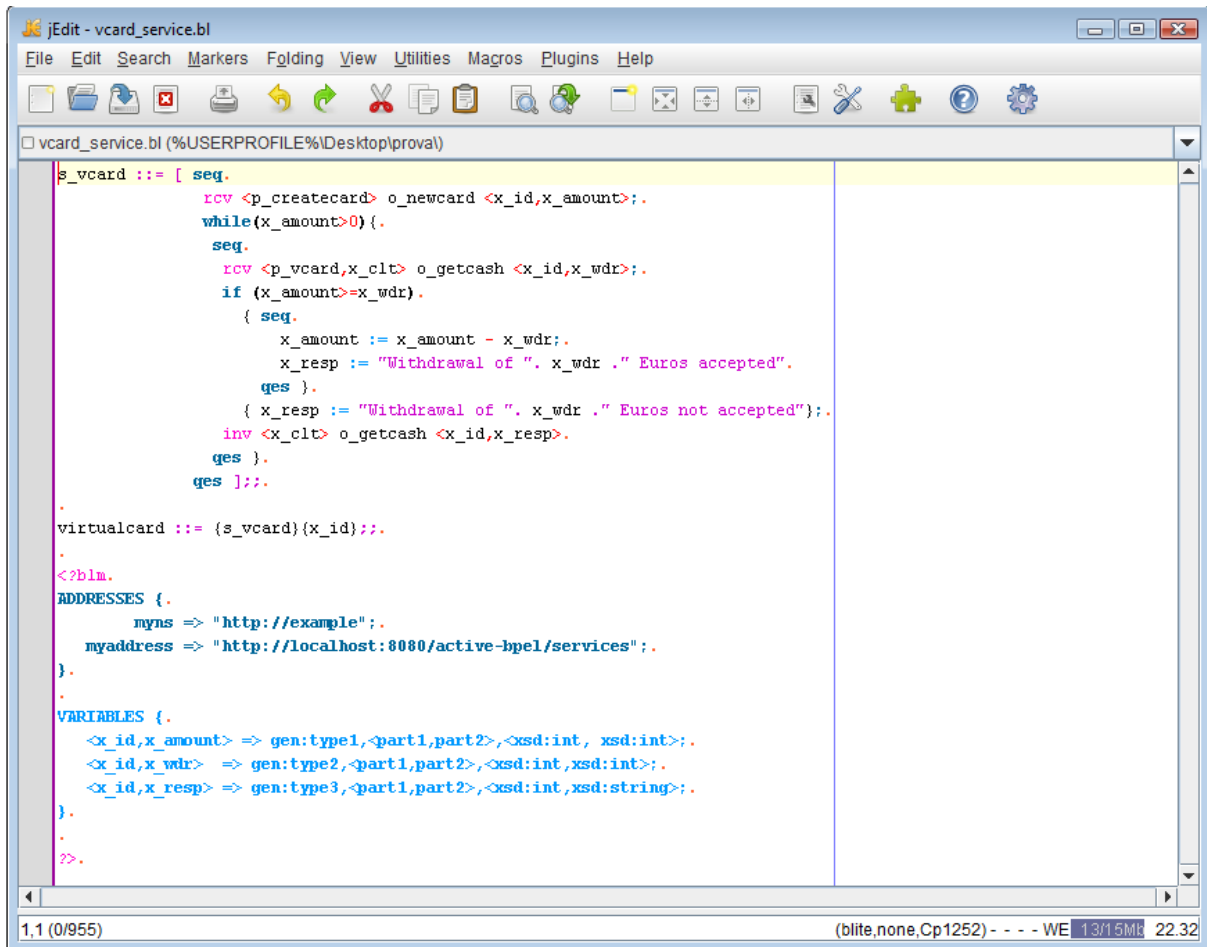 jEdit - vcard_service.bl
File Edit Search Markers Folding View Utilities Macros Plugins Help
vcard_service.bl (%USERPROFILE%\Desktop\prova\)
s_vcard ::= [ seq.
rcv <p_createcard> o_newcard <x_id,x_amount>;.
while(x_amount>0){.
seq.
rcv <p_vcard,x_clt> o_getcash <x_id,x_wdr>;.
if (x_amount>=x_wdr).
{ seq.
x_amount := x_amount - x_wdr;.
x_resp := "Withdrawal of ". x_wdr ." Euros accepted".
qes }.
{ x_resp := "Withdrawal of ". x_wdr ." Euros not accepted"};.
inv <x_clt> o_getcash <x_id,x_resp>.
qes }.
qes ];;.
.
virtualcard ::= {s_vcard}{x_id};;.
.
<?blm.
ADDRESSES {.
myns => "http://example";.
myaddress => "http://localhost:8080/active-bpel/services";.
}.
.
VARIABLES {.
<x_id,x_amount> => gen:type1,<part1,part2>,<xsd:int, xsd:int>;.
<x_id,x_wdr>  => gen:type2,<part1,part2>,<xsd:int,xsd:int>;.
<x_id,x_resp> => gen:type3,<part1,part2>,<xsd:int,xsd:string>;.
}.
.
?>.
1,1 (0/955) (blite,none,Cp1252) - - - - WE 13/15Mb 22.32